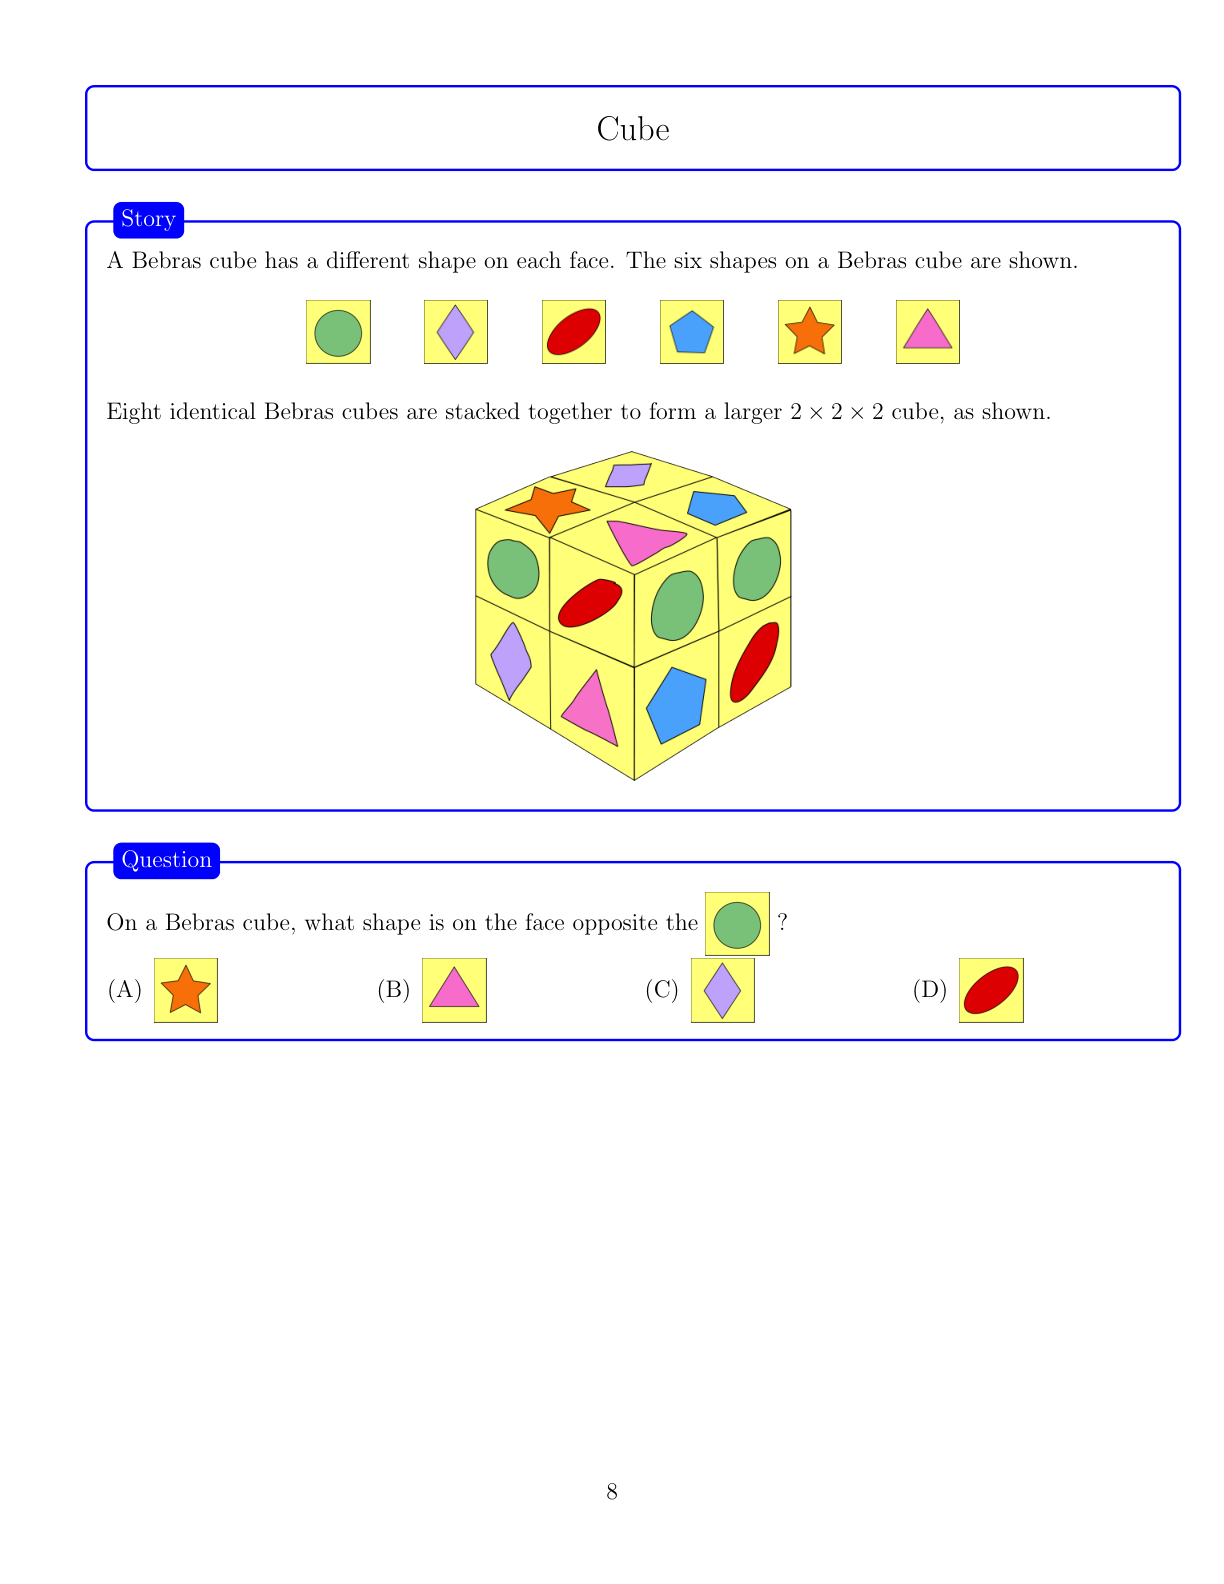 Cube
Story
A Bebras cube has a different shape on each face. The six shapes on a Bebras cube are shown.
Eight identical Bebras cubes are stacked together to form a larger 2 × 2 × 2 cube, as shown.
Question
On a Bebras cube, what shape is on the face opposite the ?
(A) (B) (C) (D)
8